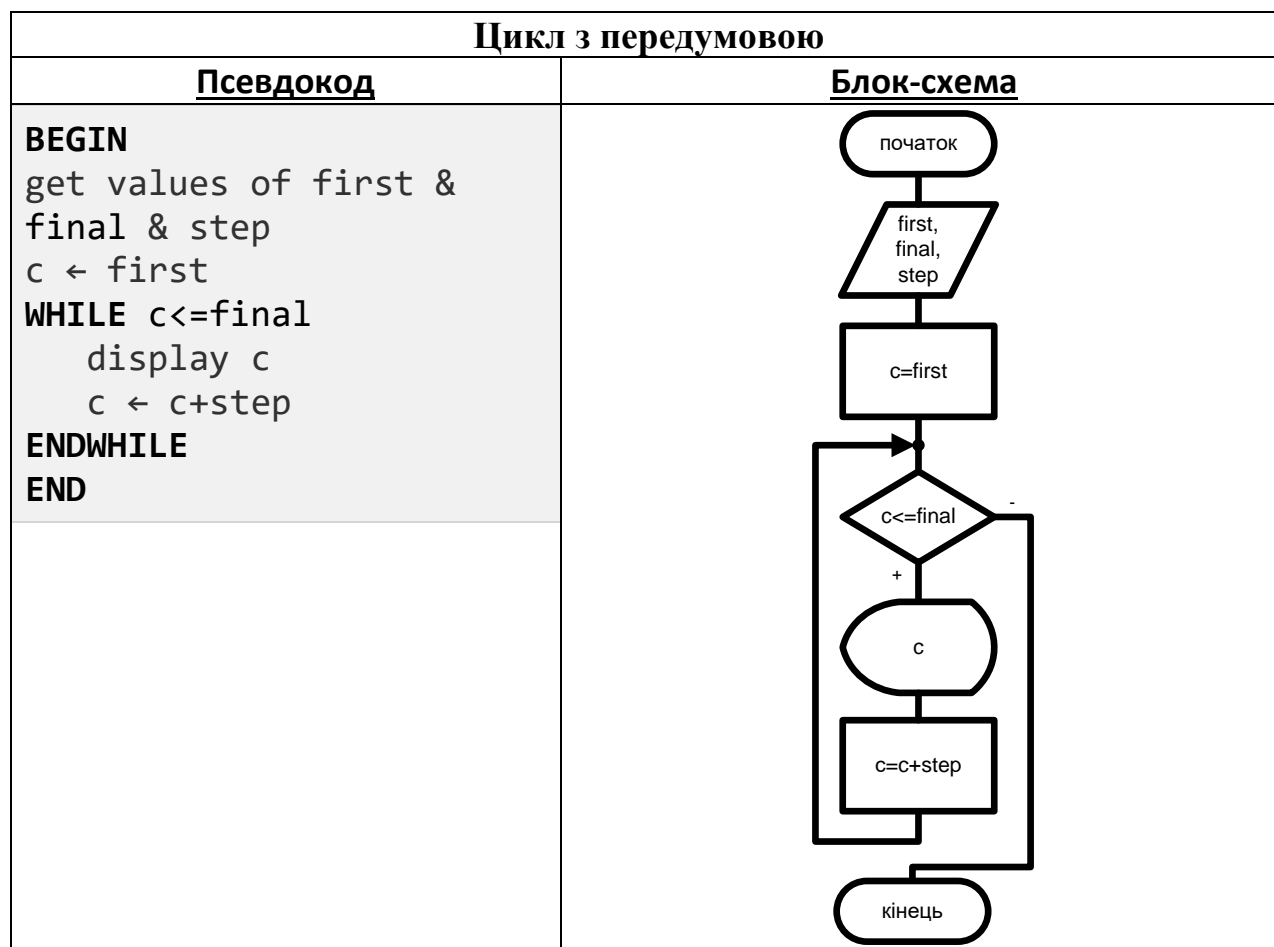 Цикл з передумовою
Псевдокод
Блок-схема
BEGIN
get values of first &
final & step
c ← first
WHILE c<=final
display c
c ← c+step
ENDWHILE
END
початок
first,
final,
step
c=first
c<=final
-
+
c
c=c+step
кінець